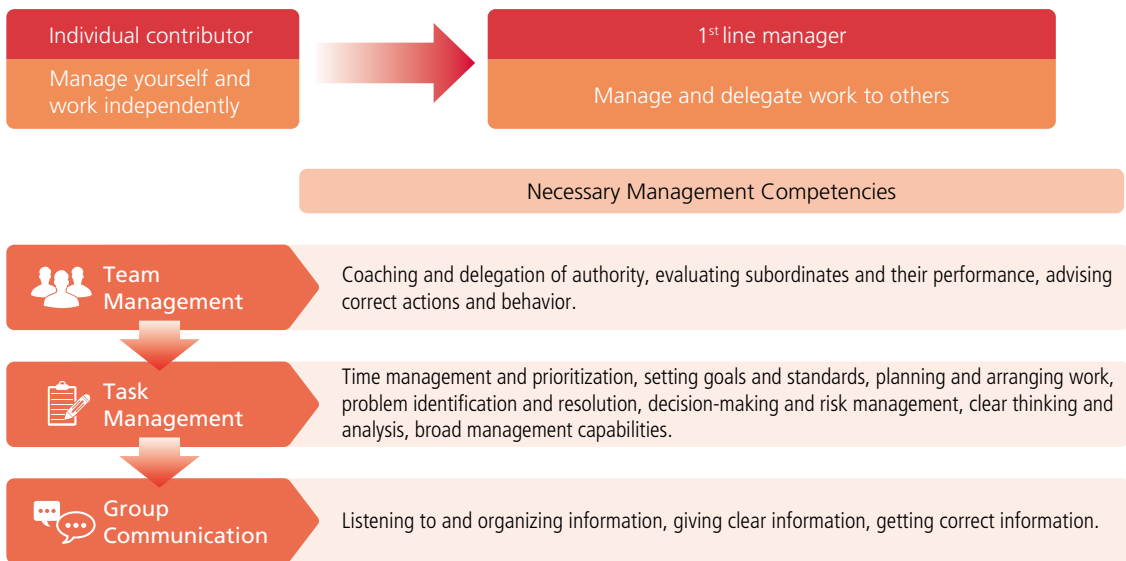 Individual contributor
Manage yourself and
work independently
1st line manager
Manage and delegate work to others
Necessary Management Competencies
Team
Management
Coaching and delegation of authority, evaluating subordinates and their performance, advising
correct actions and behavior.
Task
Management
Time management and prioritization, setting goals and standards, planning and arranging work,
problem identification and resolution, decision-making and risk management, clear thinking and
analysis, broad management capabilities.
Group
Communication
Listening to and organizing information, giving clear information, getting correct information.